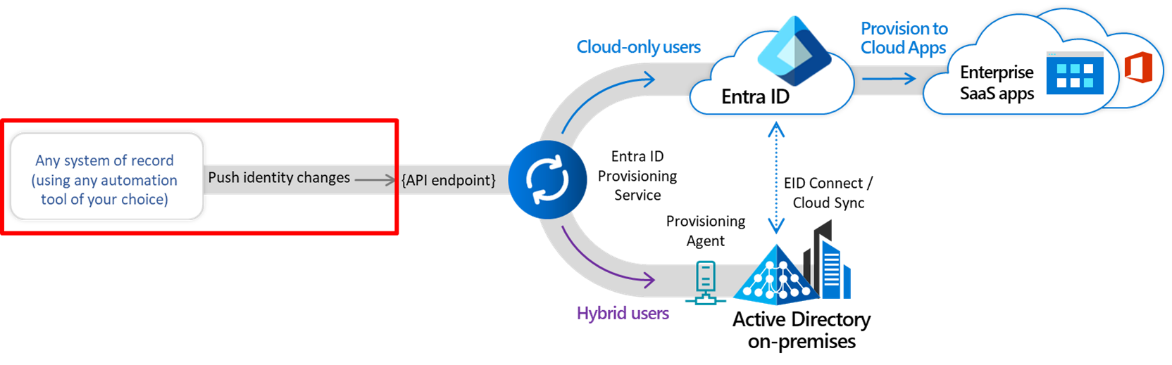 Any system of record
(using any automation
tool of your choice)
Push identity changes
{API endpoint}
Entra ID
Provisioning
Service
Cloud-only users
Entra ID
Provision to
Cloud Apps
Enterprise
SaaS apps
EID Connect /
Cloud Sync
Provisioning
Agent
Hybrid users
Active Directory
on-premises